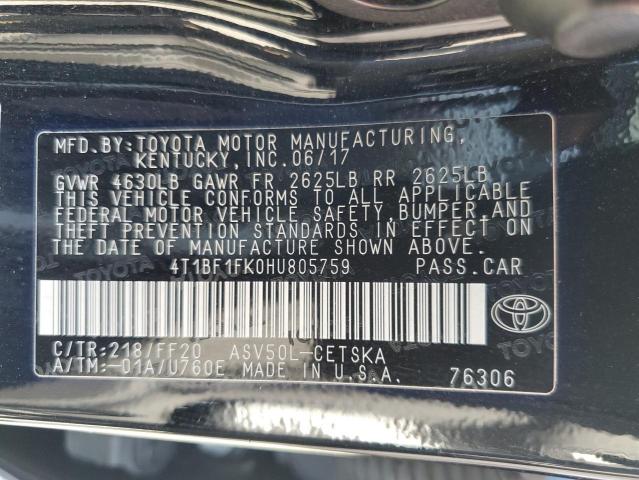 MFD.BY:TOYOTA MOTOR MANUFACTURING,
KENTUCKY,INC.06/17
GVWR 4630LB GAWR FR 2625LB RR 2625LB
THIS VEHICLE CONFORMS TO ALL APPLICABLE
FEDERAL MOTOR VEHICLE SAFETY,BUMPER,AND
THEFT PREVENTION STANDARDS IN EFFECT ON
THE DATE OF MANUFACTURE SHOWN ABOVE.
4T1BF1FK0HU805759 PASS.CAR
C/TR:218/FF20 ASV50L-CETSKA
A/TM:-01A/U760E MADE IN U.S.A. 76306